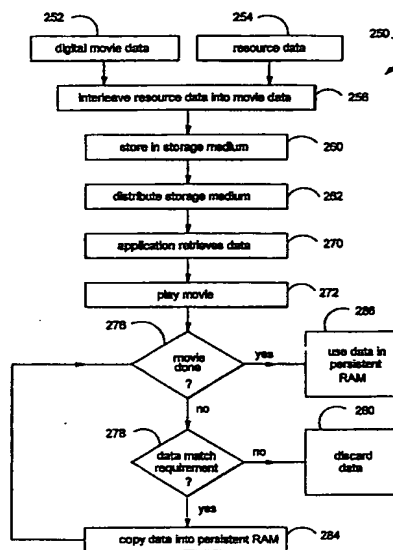 252
254
250
digital movie data
resource data
interleave resource data into movie data
256
store in storage medium
260
distribute storage medium
262
application retrieves data
270
play movie
272
276
286
movie
done
?
yes
use data in
persistent
RAM
no
278
280
data match
requirement
?
no
discard
data
yes
copy data into persistent RAM
284